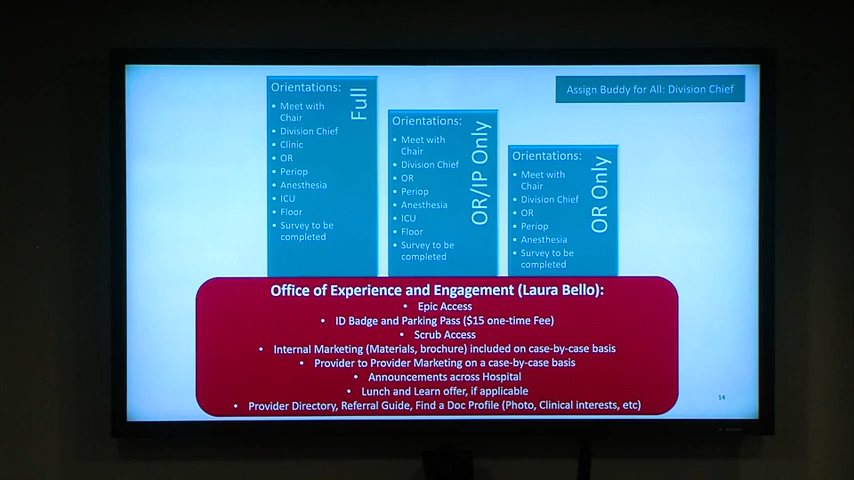 Assign Buddy for All: Division Chief
Orientations:
• Meet with
Chair
• Division Chief
• Clinic
• OR
• Periop
• Anesthesia
• ICU
• Floor
• Survey to be
completed
Full
Orientations:
• Meet with
Chair
• Division Chief
• OR
• Periop
• Anesthesia
• ICU
• Floor
• Survey to be
completed
OR/IP Only
Orientations:
• Meet with
Chair
• Division Chief
• OR
• Periop
• Anesthesia
• Survey to be
completed
OR Only
Office of Experience and Engagement (Laura Bello):
• Epic Access
• ID Badge and Parking Pass ($15 one-time Fee)
• Scrub Access
• Internal Marketing (Materials, brochure) included on case-by-case basis
• Provider to Provider Marketing on a case-by-case basis
• Announcements across Hospital
• Lunch and Learn offer, if applicable
• Provider Directory, Referral Guide, Find a Doc Profile (Photo, Clinical interests, etc)
14